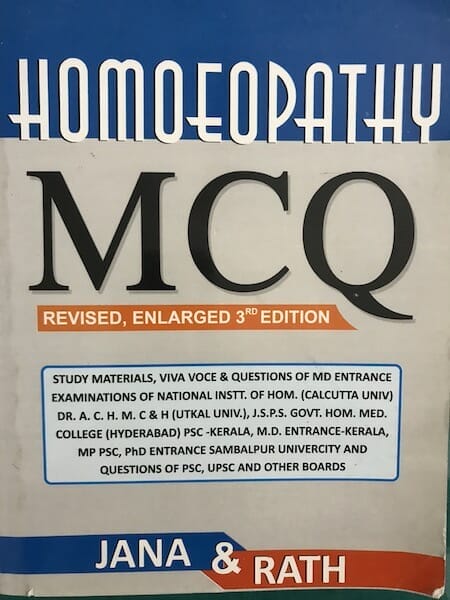 HOMOEOPATHY
MCQ
REVISED, ENLARGED 3RD EDITION
STUDY MATERIALS, VIVA VOCE & QUESTIONS OF MD ENTRANCE
EXAMINATIONS OF NATIONAL INSTT. OF HOM. (CALCUTTA UNIV)
DR. A. C. H. M. C & H (UTKAL UNIV.), J.S.P.S. GOVT. HOM. MED.
COLLEGE (HYDERABAD) PSC -KERALA, M.D. ENTRANCE-KERALA,
MP PSC, PhD ENTRANCE SAMBALPUR UNIVERCITY AND
QUESTIONS OF PSC, UPSC AND OTHER BOARDS
JANA & RATH